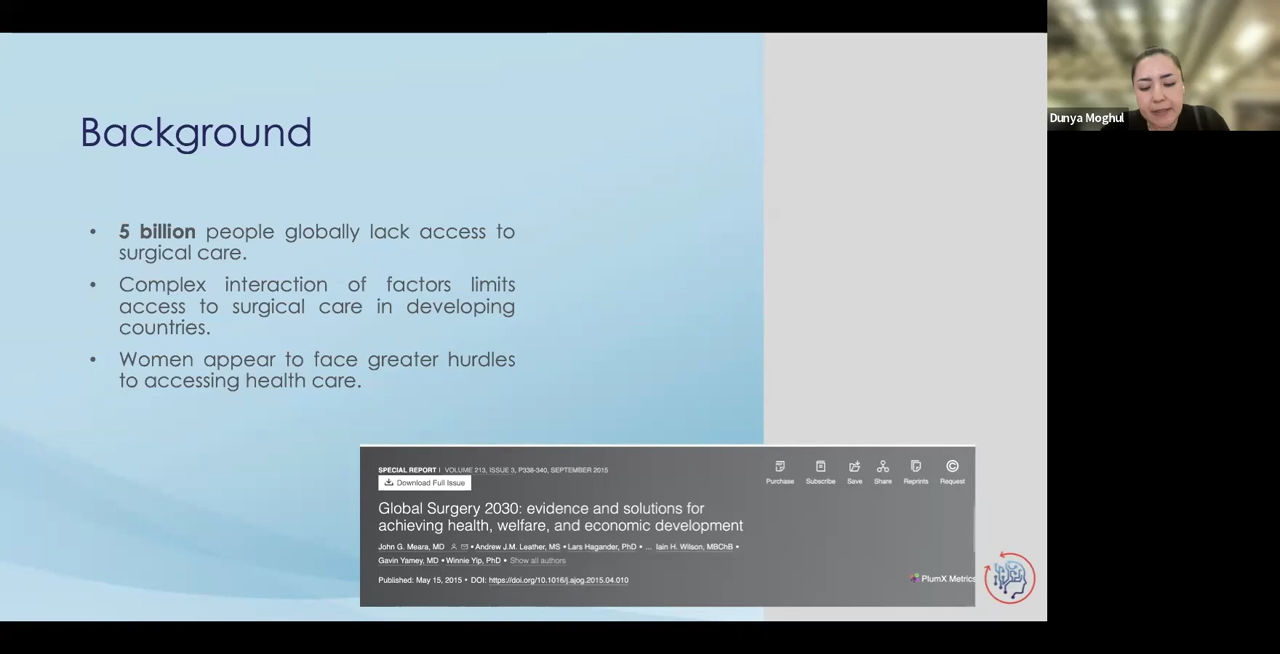 Background
• 5 billion people globally lack access to
surgical care.
• Complex interaction of factors limits
access to surgical care in developing
countries.
• Women appear to face greater hurdles
to accessing health care.
SPECIAL REPORT | VOLUME 213, ISSUE 3, P338-340, SEPTEMBER 2015
Download Full Issue
Purchase Subscribe Save Share Reprints Request
Global Surgery 2030: evidence and solutions for
achieving health, welfare, and economic development
John G. Meara, MD • Andrew J.M. Leather, MS • Lars Hagander, PhD • ... Iain H. Wilson, MBChB •
Gavin Yamey, MD • Winnie Yip, PhD • Show all authors
Published: May 15, 2015 • DOI: https://doi.org/10.1016/j.ajog.2015.04.010
PlumX Metrics
Dunya Moghul